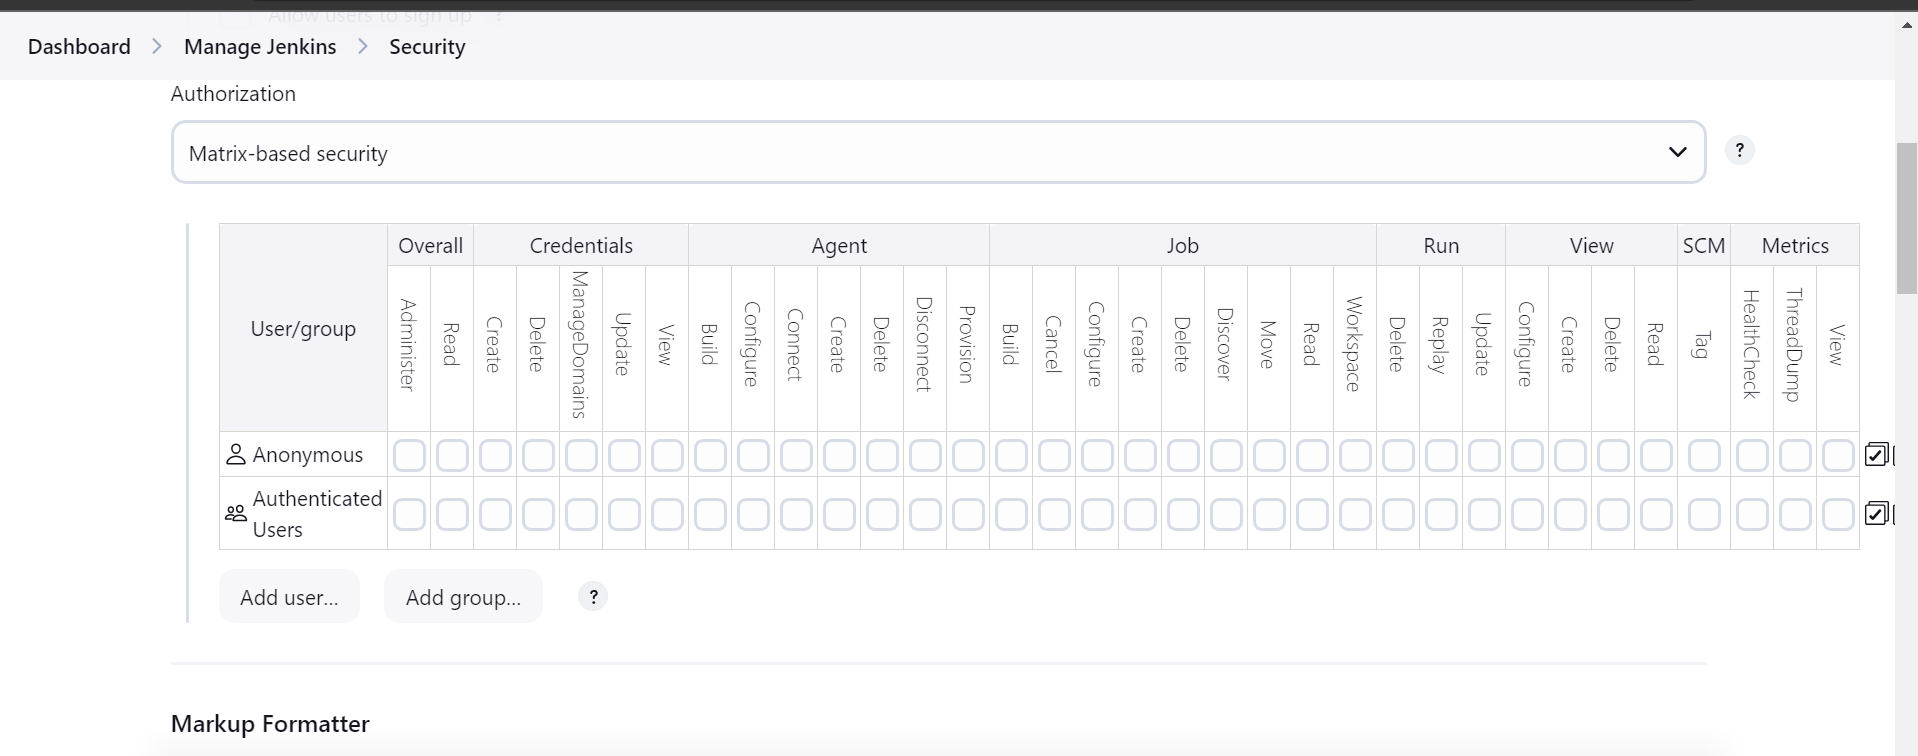 Allow users to sign up ?
Dashboard > Manage Jenkins > Security
Authorization
Matrix-based security
?
User/group
Overall Credentials Agent Job Run View SCM Metrics
Administer Read Create Delete ManageDomains Update View Build Configure Connect Create Delete Disconnect Provision Build Cancel Configure Create Delete Discover Move Read Workspace Delete Replay Update Configure Create Delete Read Tag HealthCheck ThreadDump View
Anonymous
Authenticated
Users
Add user... Add group... ?
Markup Formatter